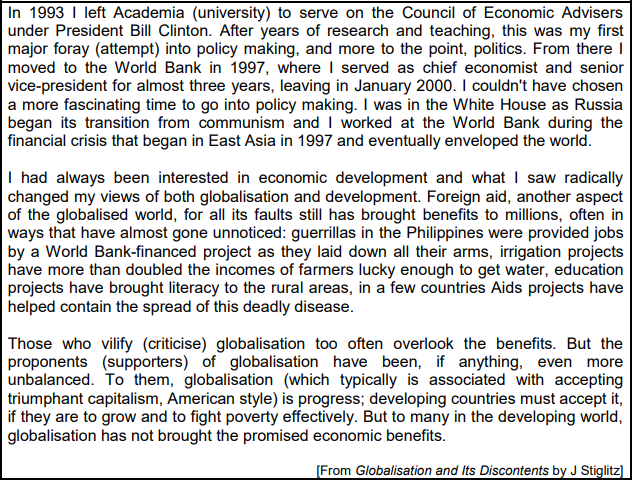 In 1993 I left Academia (university) to serve on the Council of Economic Advisers
under President Bill Clinton. After years of research and teaching, this was my first
major foray (attempt) into policy making, and more to the point, politics. From there I
moved to the World Bank in 1997, where I served as chief economist and senior
vice-president for almost three years, leaving in January 2000. I couldn't have chosen
a more fascinating time to go into policy making. I was in the White House as Russia
began its transition from communism and I worked at the World Bank during the
financial crisis that began in East Asia in 1997 and eventually enveloped the world.

I had always been interested in economic development and what I saw radically
changed my views of both globalisation and development. Foreign aid, another aspect
of the globalised world, for all its faults still has brought benefits to millions, often in
ways that have almost gone unnoticed: guerrillas in the Philippines were provided jobs
by a World Bank-financed project as they laid down all their arms, irrigation projects
have more than doubled the incomes of farmers lucky enough to get water, education
projects have brought literacy to the rural areas, in a few countries Aids projects have
helped contain the spread of this deadly disease.

Those who vilify (criticise) globalisation too often overlook the benefits. But the
proponents (supporters) of globalisation have been, if anything, even more
unbalanced. To them, globalisation (which typically is associated with accepting
triumphant capitalism, American style) is progress; developing countries must accept it,
if they are to grow and to fight poverty effectively. But to many in the developing world,
globalisation has not brought the promised economic benefits.

[From Globalisation and Its Discontents by J Stiglitz]